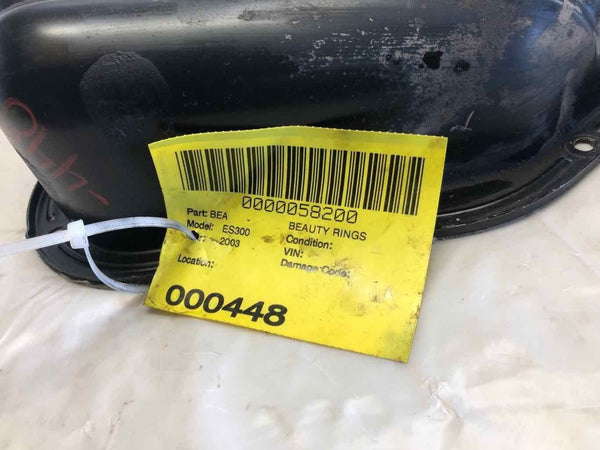 0000058200
Part: BEA - BEAUTY RINGS
Model: ES300 Condition:
2003 VIN:
Location: Damage Code:
000448